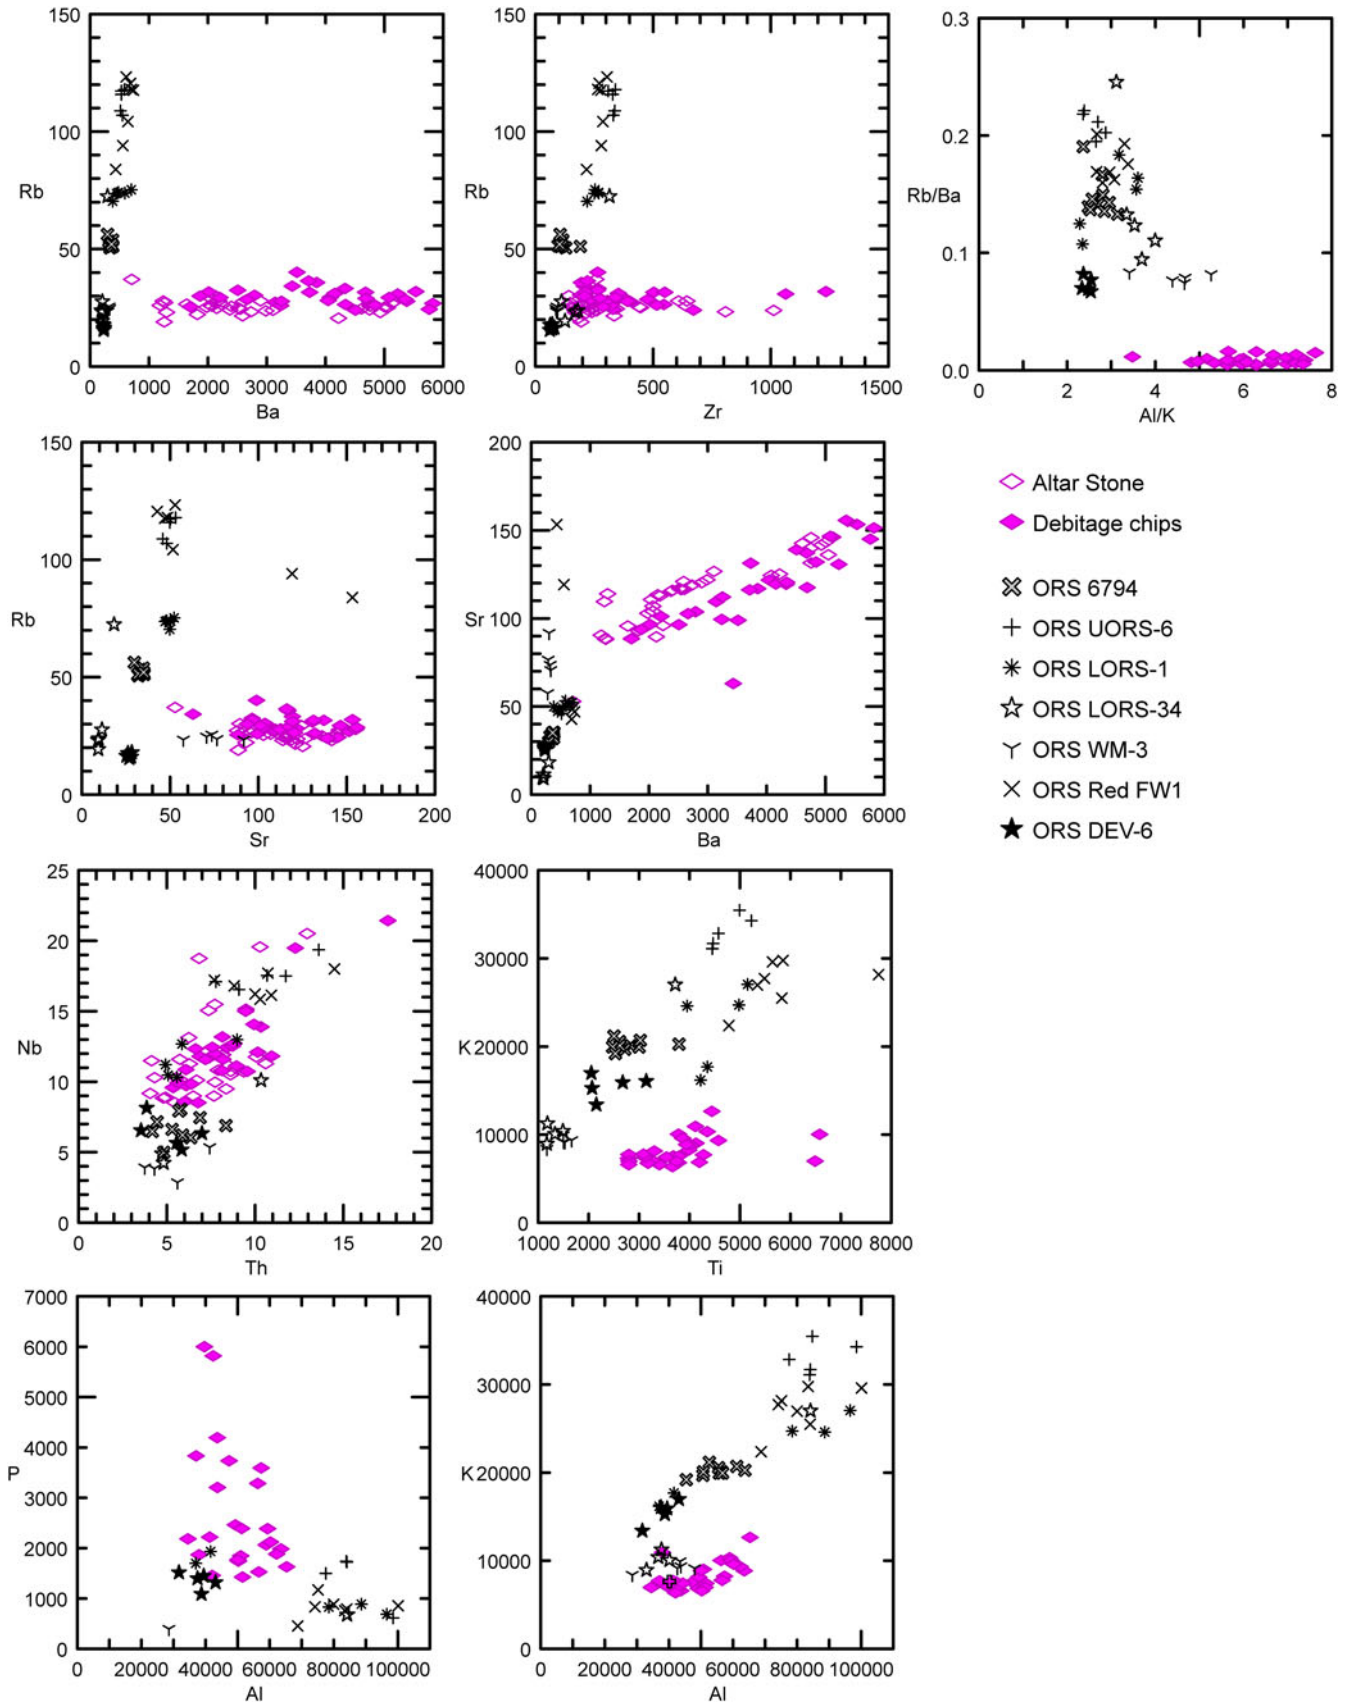 150
100
Rb
50
0
0 1000 2000 3000 4000 5000 6000
Ba
150
100
Rb
50
0
0 500 1000 1500
Zr
0.3
0.2
Rb/Ba
0.1
0.0
0 2 4 6 8
Al/K
150
100
Rb
50
0
0 50 100 150 200
Sr
200
150
Sr 100
50
0
0 1000 2000 3000 4000 5000 6000
Ba
Altar Stone
Debitage chips
ORS 6794
ORS UORS-6
ORS LORS-1
ORS LORS-34
ORS WM-3
ORS Red FW1
ORS DEV-6
25
20
15
Nb
10
5
0
0 5 10 15 20
Th
40000
30000
K 20000
10000
0
1000 2000 3000 4000 5000 6000 7000 8000
Ti
7000
6000
5000
4000
P
3000
2000
1000
0
0 20000 40000 60000 80000 100000
Al
40000
30000
K 20000
10000
0
0 20000 40000 60000 80000 100000
Al